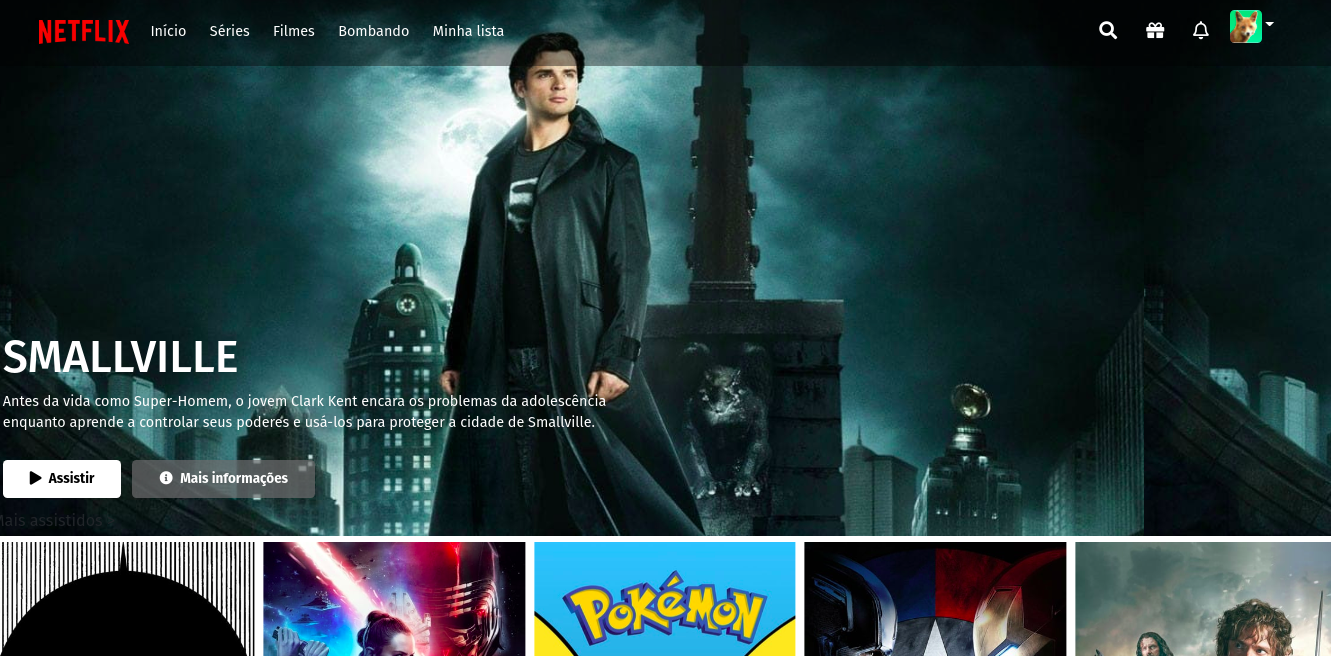 NETFLIX Início Séries Filmes Bombando Minha lista
SMALLVILLE
Antes da vida como Super-Homem, o jovem Clark Kent encara os problemas da adolescência
enquanto aprende a controlar seus poderes e usá-los para proteger a cidade de Smallville.
Assistir Mais informações
Mais assistidos
POKéMON